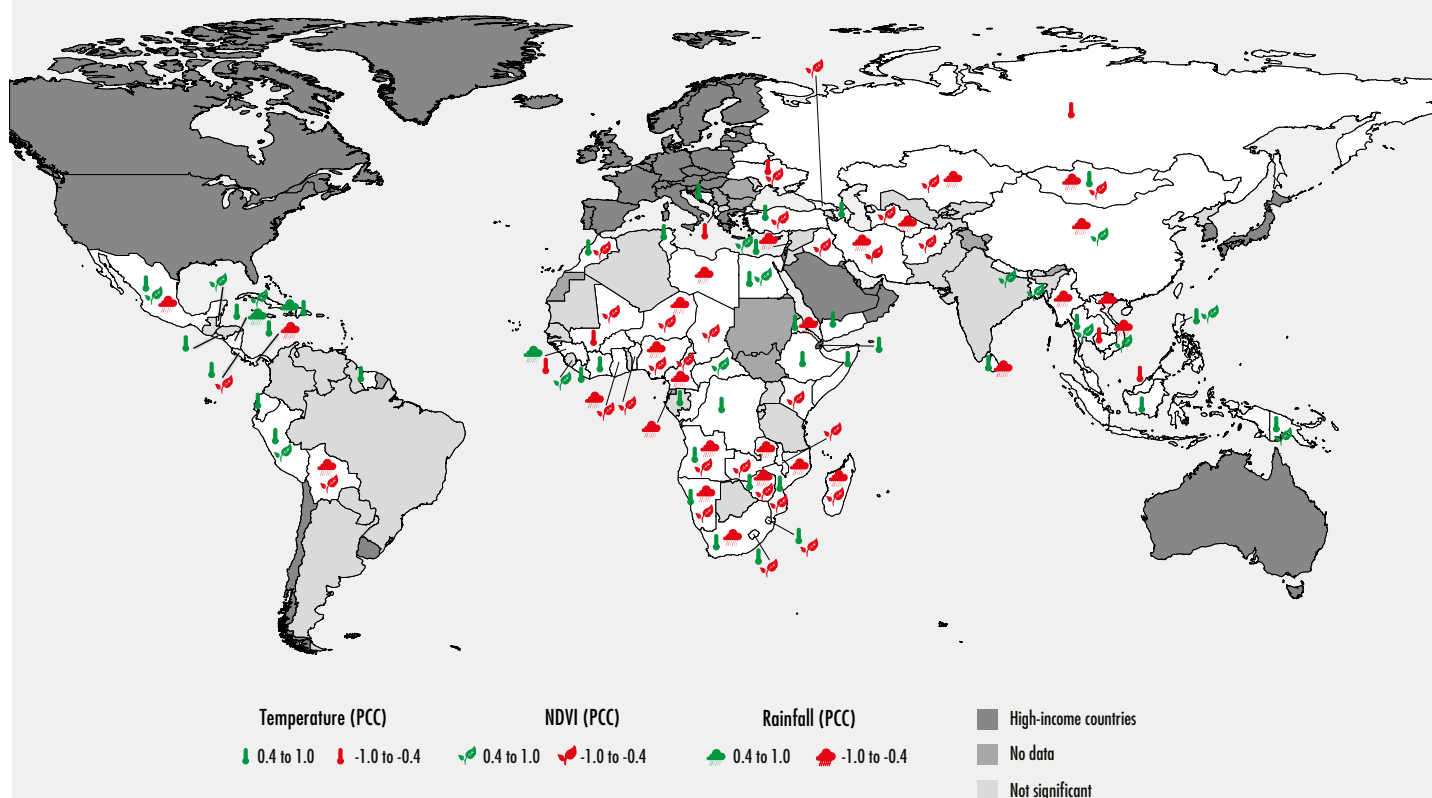 Temperature (PCC)
0.4 to 1.0
-1.0 to -0.4
NDVI (PCC)
0.4 to 1.0
-1.0 to -0.4
Rainfall (PCC)
0.4 to 1.0
-1.0 to -0.4
High-income countries
No data
Not significant